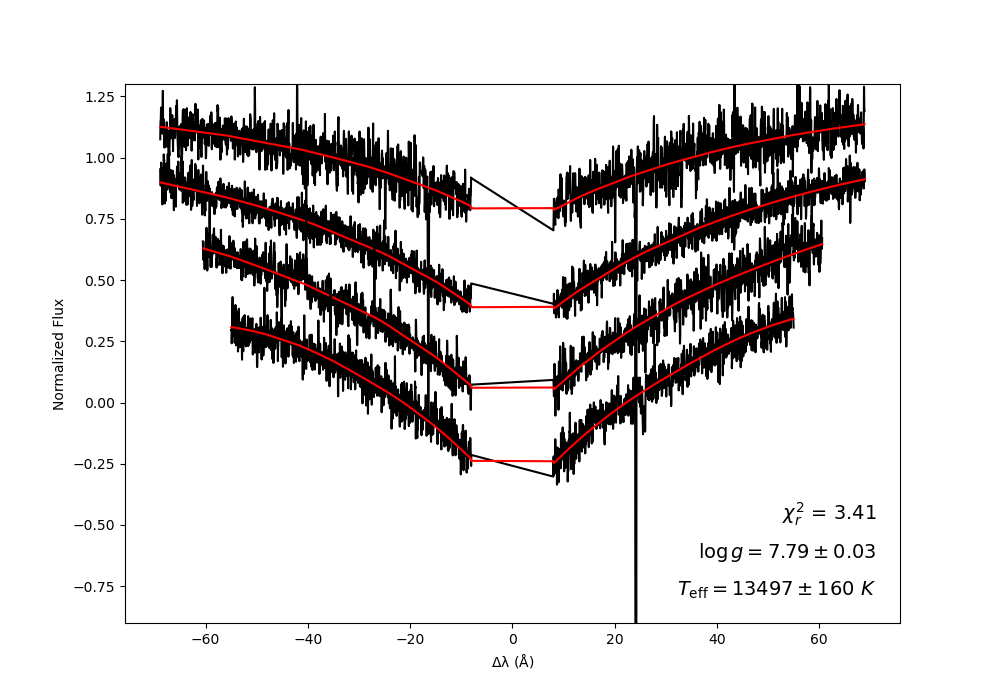 1.25
1.00
0.75
0.50
0.25
0.00
−0.25
−0.50
−0.75
Normalized Flux
χ²ᵣ = 3.41
log g = 7.79 ± 0.03
T_eff = 13497 ± 160 K
−60 −40 −20 0 20 40 60
Δλ (Å)